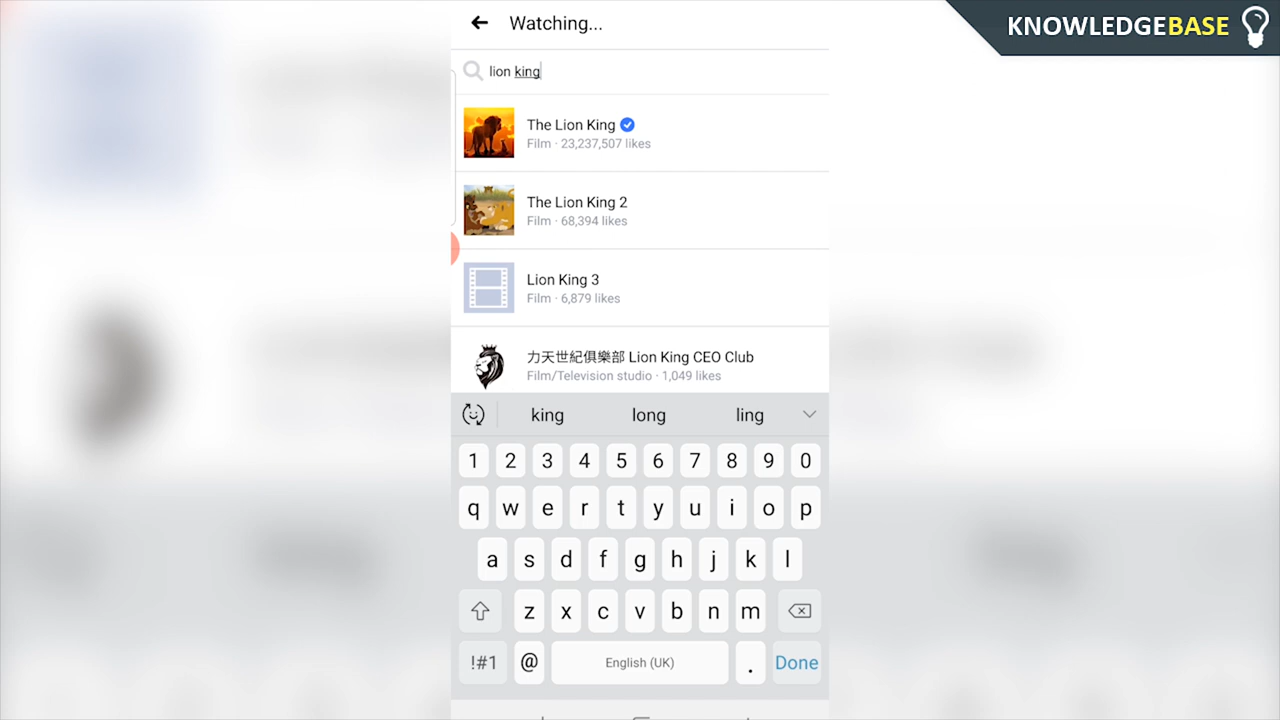 KNOWLEDGEBASE
Watching...
lion king
The Lion King
Film · 23,237,507 likes
The Lion King 2
Film · 68,394 likes
Lion King 3
Film · 6,879 likes
力天世紀俱樂部 Lion King CEO Club
Film/Television studio · 1,049 likes
king long ling
1 2 3 4 5 6 7 8 9 0
q w e r t y u i o p
a s d f g h j k l
z x c v b n m
!#1 @ English (UK) . Done